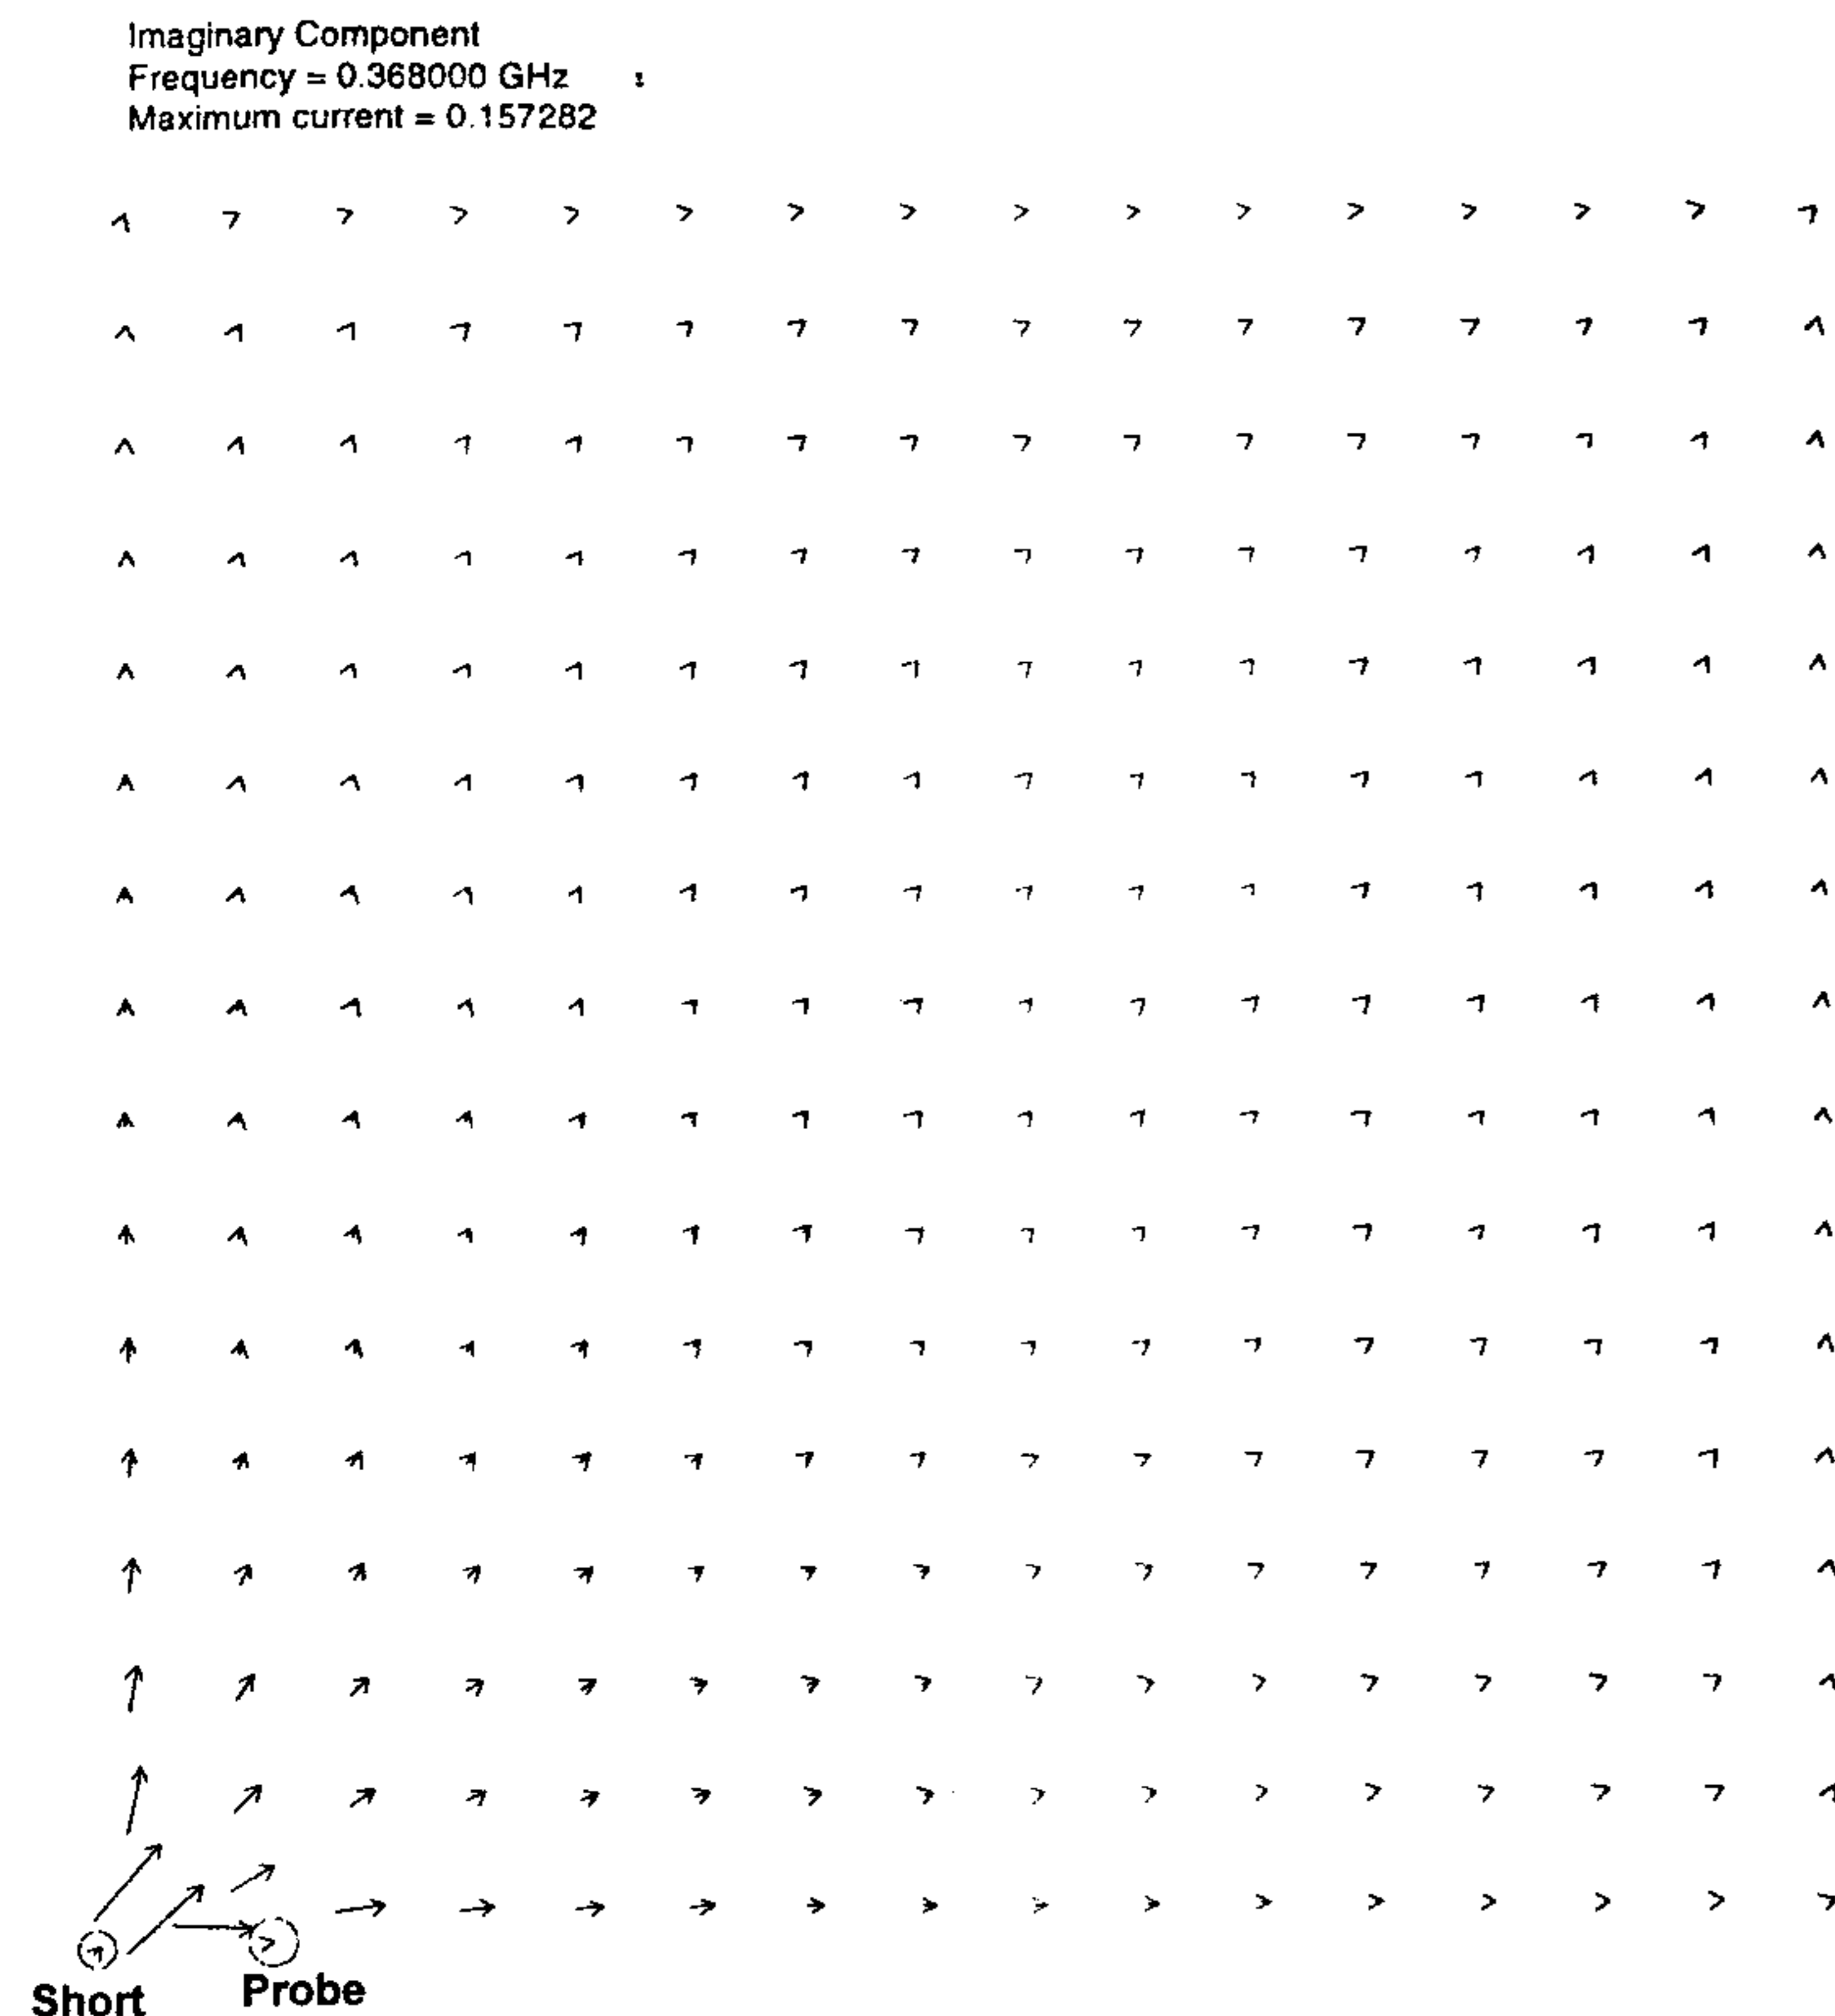 Imaginary Component
Frequency = 0.368000 GHz
Maximum current = 0.157282
Short
Probe